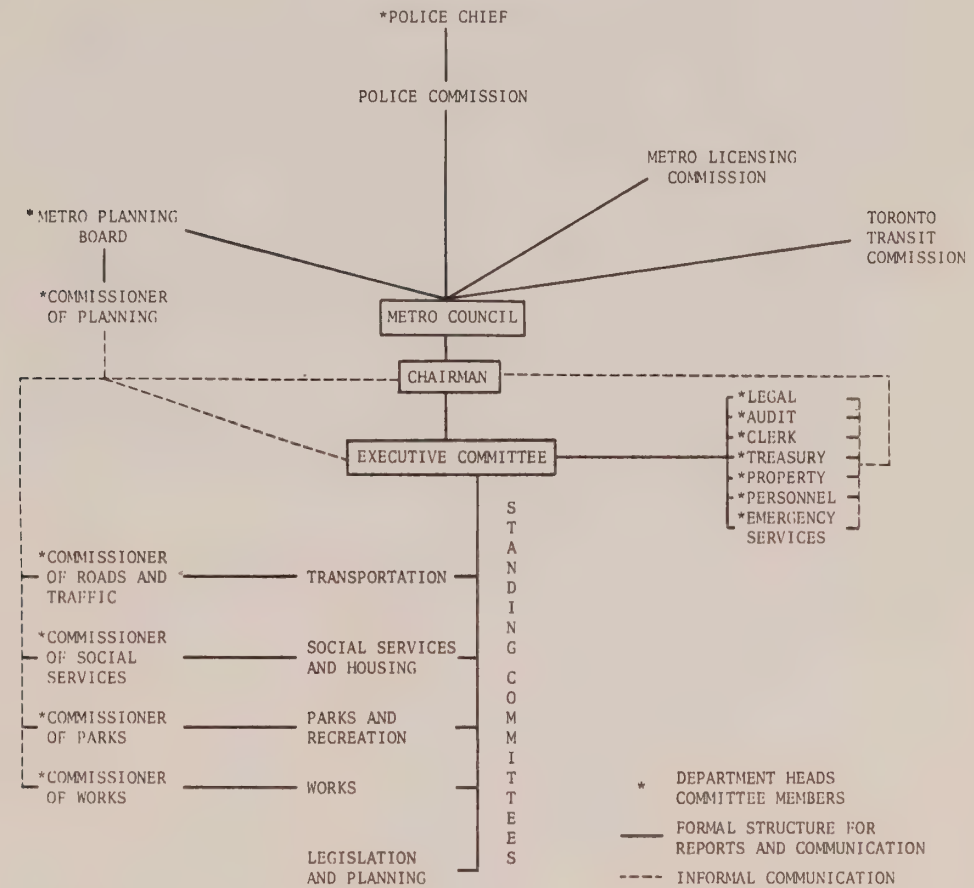 *POLICE CHIEF
POLICE COMMISSION
METRO LICENSING
COMMISSION
*METRO PLANNING
BOARD
TORONTO
TRANSIT
COMMISSION
*COMMISSIONER
OF PLANNING
METRO COUNCIL
CHAIRMAN
EXECUTIVE COMMITTEE
*LEGAL
*AUDIT
*CLERK
*TREASURY
*PROPERTY
*PERSONNEL
*EMERGENCY
SERVICES
STANDING COMMITTEES
*COMMISSIONER
OF ROADS AND
TRAFFIC
TRANSPORTATION
*COMMISSIONER
OF SOCIAL
SERVICES
SOCIAL SERVICES
AND HOUSING
*COMMISSIONER
OF PARKS
PARKS AND
RECREATION
*COMMISSIONER
OF WORKS
WORKS
LEGISLATION
AND PLANNING
* DEPARTMENT HEADS
COMMITTEE MEMBERS
FORMAL STRUCTURE FOR
REPORTS AND COMMUNICATION
INFORMAL COMMUNICATION